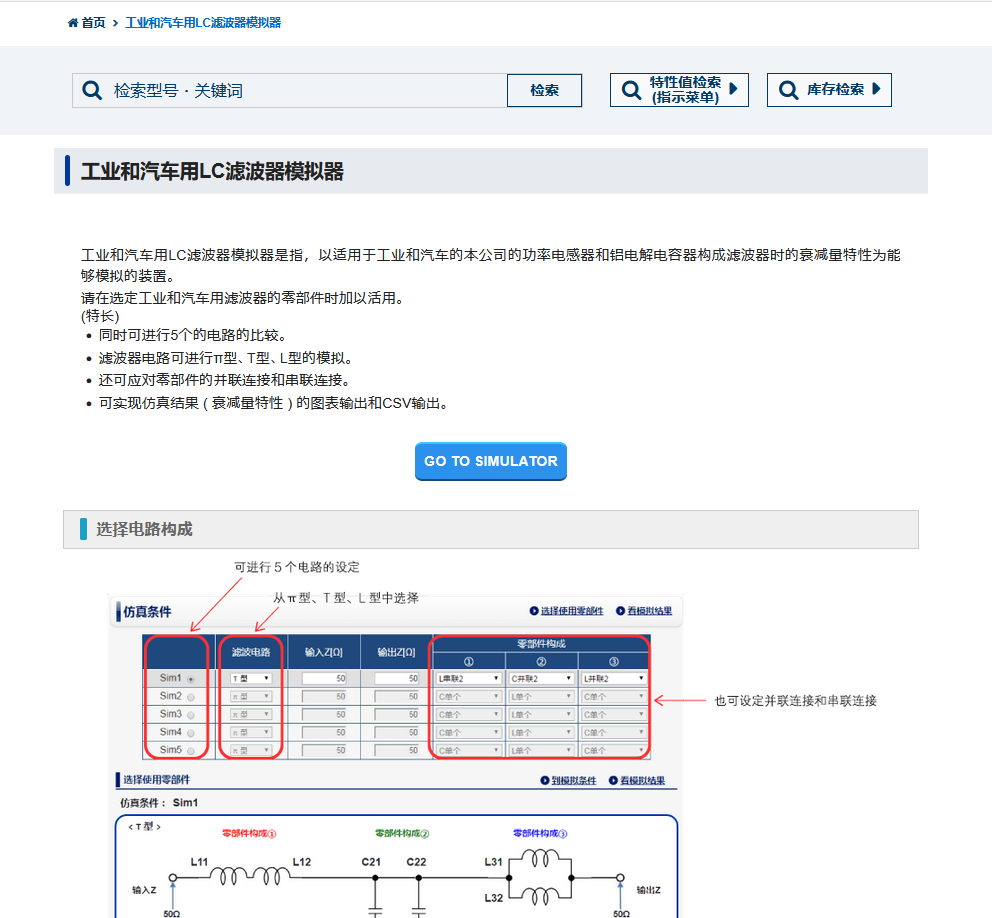 首页 > 工业和汽车用LC滤波器模拟器
检索型号・关键词
检索
特性值检索
(指示菜单)
库存检索
工业和汽车用LC滤波器模拟器
工业和汽车用LC滤波器模拟器是指，以适用于工业和汽车的本公司的功率电感器和铝电解电容器构成滤波器时的衰减量特性为能
够模拟的装置。
请在选定工业和汽车用滤波器的零部件时加以活用。
(特长)
• 同时可进行5个的电路的比较。
• 滤波器电路可进行π型、T型、L型的模拟。
• 还可应对零部件的并联连接和串联连接。
• 可实现仿真结果 ( 衰减量特性 ) 的图表输出和CSV输出。
GO TO SIMULATOR
选择电路构成
可进行 5 个电路的设定
从 π 型、T 型、L 型中选择
仿真条件
选择使用零部件
看模拟结果
滤波电路 输入Z[Ω] 输出Z[Ω] 零部件构成
① ② ③
Sim1 T 型 50 50 L串联2 C并联2 L并联2
Sim2 π 型 50 50 C单个 L单个 C单个
Sim3 π 型 50 50 C单个 L单个 C单个
Sim4 π 型 50 50 C单个 L单个 C单个
Sim5 π 型 50 50 C单个 L单个 C单个
也可设定并联连接和串联连接
选择使用零部件
到模拟条件
看模拟结果
仿真条件： Sim1
＜T 型＞
零部件构成① 零部件构成② 零部件构成③
L11 L12 C21 C22 L31
L32
输入Z 输出Z
50Ω 50Ω